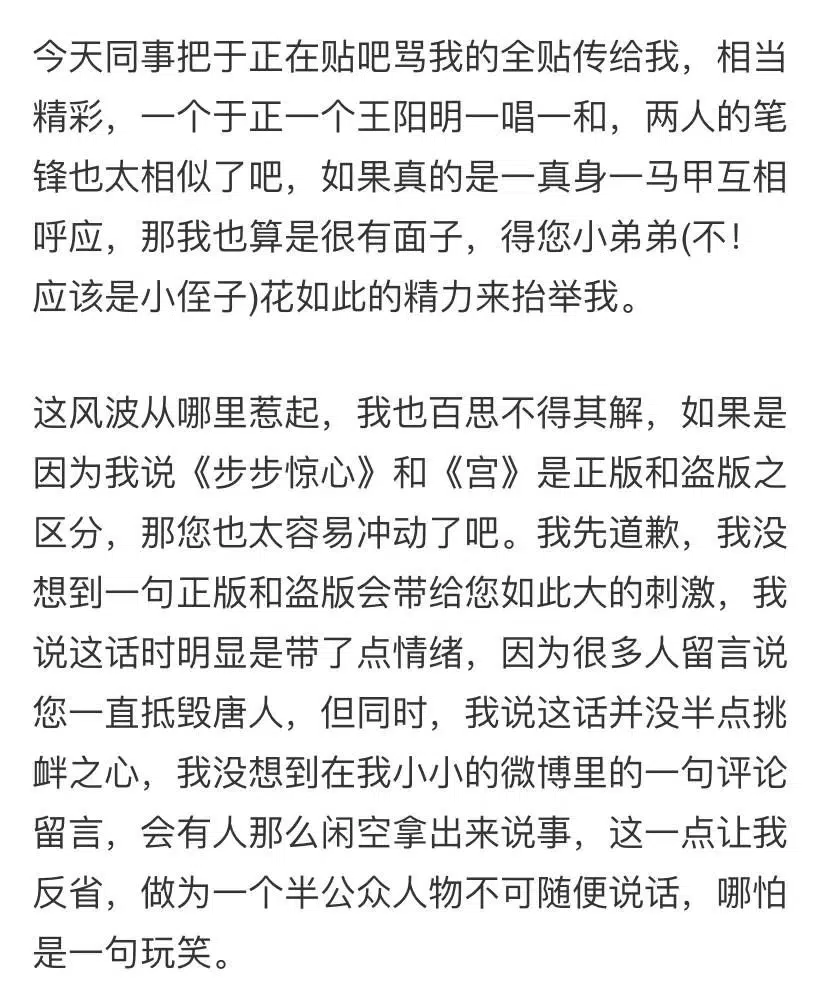 今天同事把于正在贴吧骂我的全贴传给我，相当
精彩，一个于正一个王阳明一唱一和，两人的笔
锋也太相似了吧，如果真的是一真身一马甲互相
呼应，那我也算是很有面子，得您小弟弟(不！
应该是小侄子)花如此的精力来抬举我。
这风波从哪里惹起，我也百思不得其解，如果是
因为我说《步步惊心》和《宫》是正版和盗版之
区分，那您也太容易冲动了吧。我先道歉，我没
想到一句正版和盗版会带给您如此大的刺激，我
说这话时明显是带了点情绪，因为很多人留言说
您一直抵毁唐人，但同时，我说这话并没半点挑
衅之心，我没想到在我小小的微博里的一句评论
留言，会有人那么闲空拿出来说事，这一点让我
反省，做为一个半公众人物不可随便说话，哪怕
是一句玩笑。